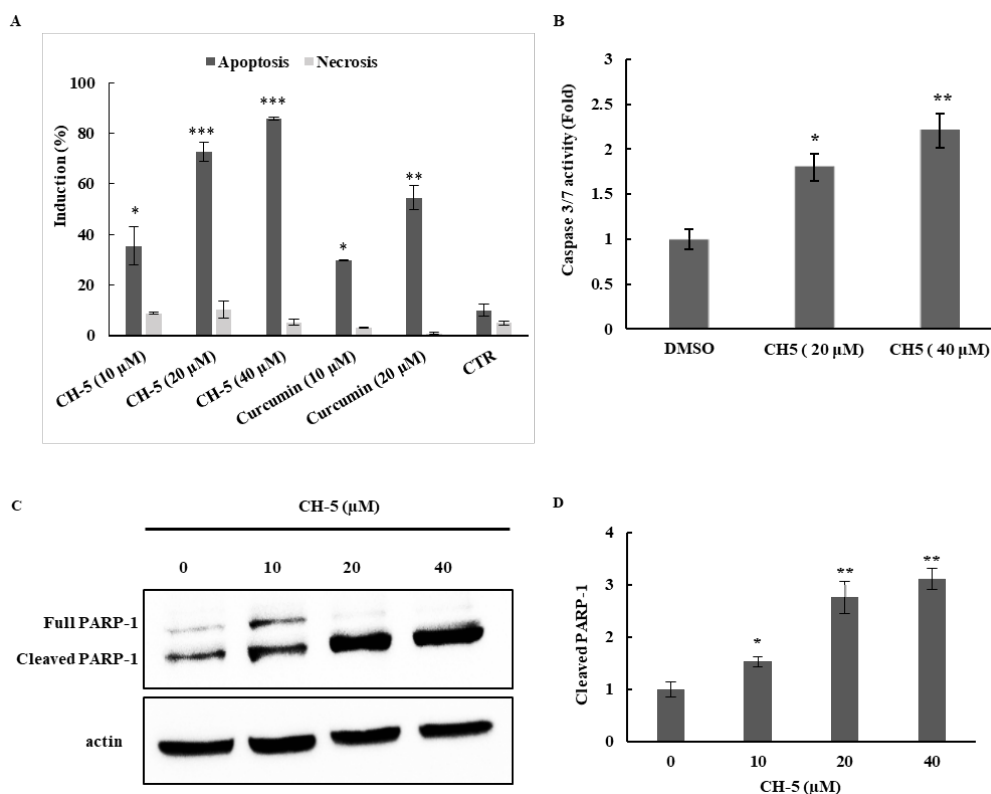 A
Apoptosis Necrosis
100
80
60
40
20
0
Induction (%)
*
***
***
*
**
CH-5 (10 μM)
CH-5 (20 μM)
CH-5 (40 μM)
Curcumin (10 μM)
Curcumin (20 μM)
CTR
B
3
2.5
2
1.5
1
0.5
0
Caspase 3/7 activity (Fold)
*
**
DMSO
CH5 ( 20 μM)
CH5 ( 40 μM)
C
CH-5 (μM)
0 10 20 40
Full PARP-1
Cleaved PARP-1
actin
D
4
3
2
1
0
Cleaved PARP-1
*
**
**
0 10 20 40
CH-5 (μM)